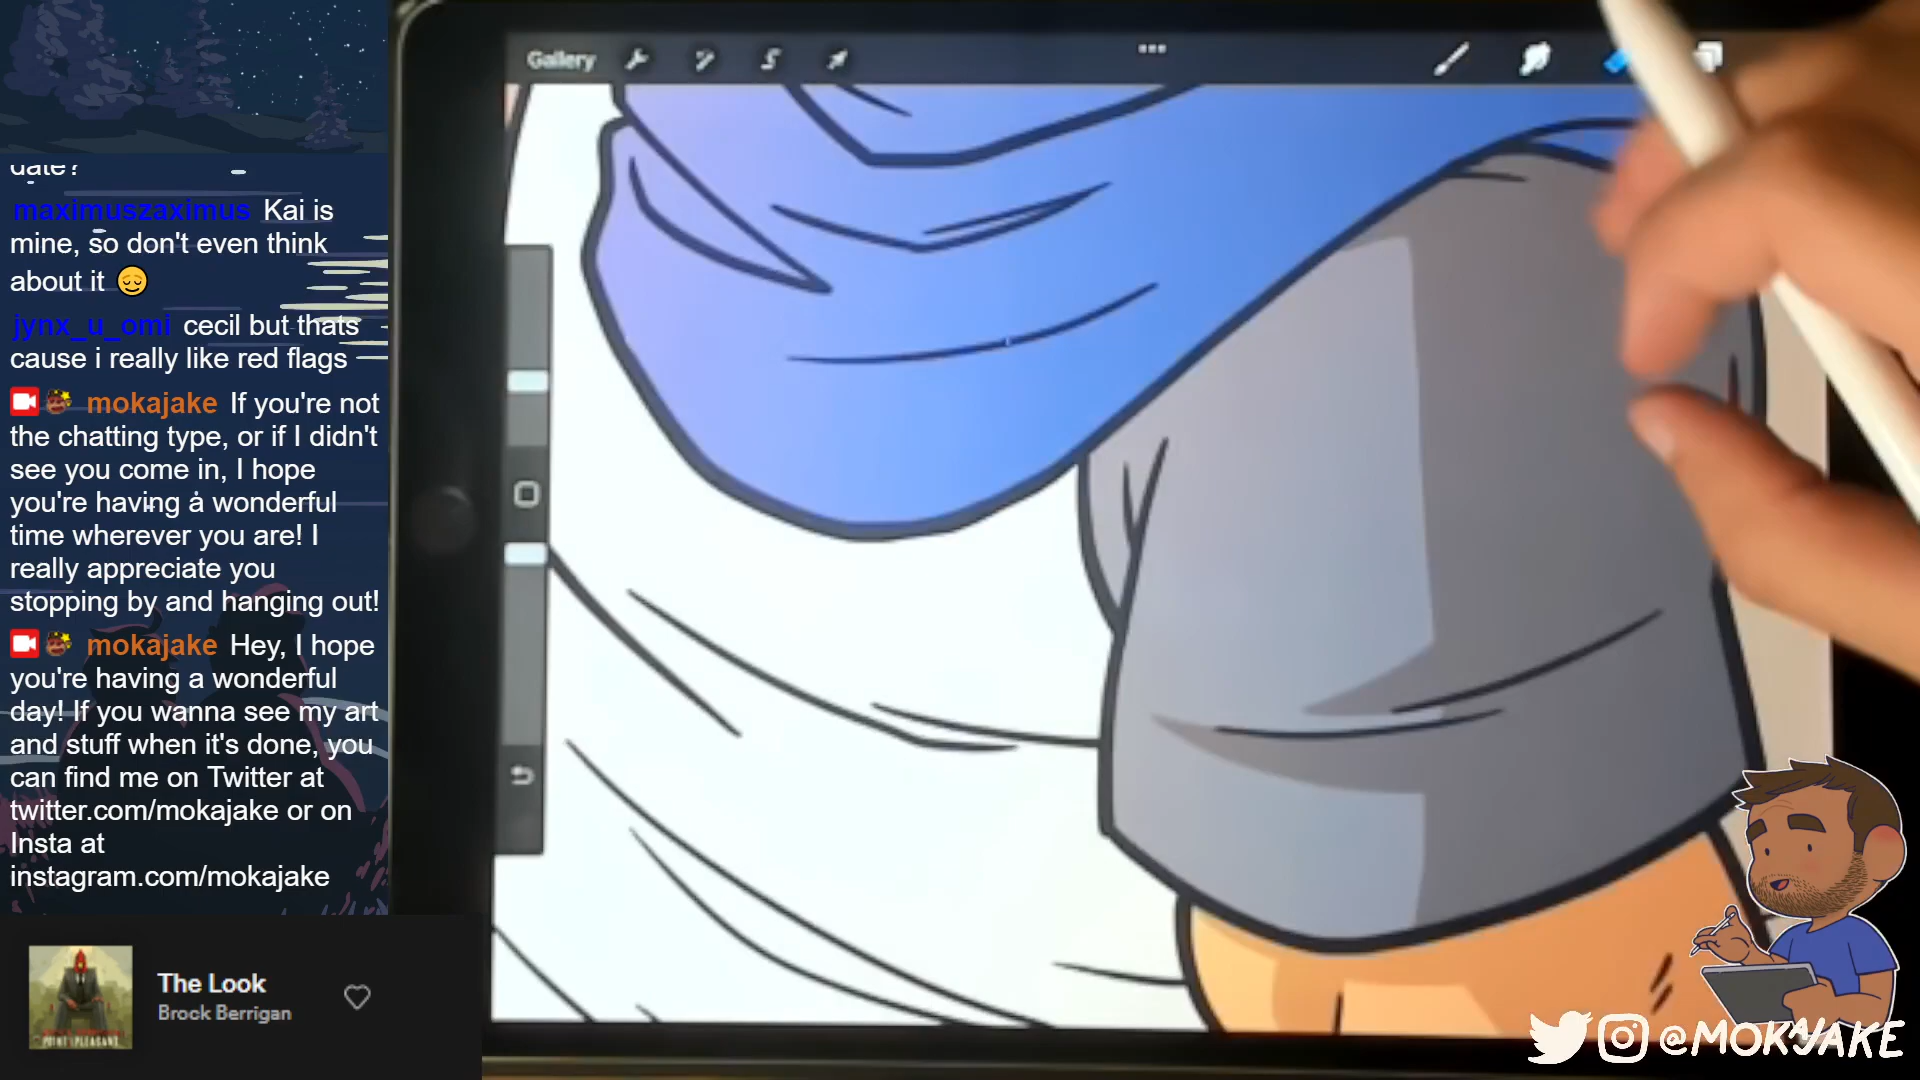 Gallery
date?
maximuszaximus Kai is
mine, so don't even think
about it
jynx_u_omi cecil but thats
cause i really like red flags
mokajake If you're not
the chatting type, or if I didn't
see you come in, I hope
you're having a wonderful
time wherever you are! I
really appreciate you
stopping by and hanging out!
mokajake Hey, I hope
you're having a wonderful
day! If you wanna see my art
and stuff when it's done, you
can find me on Twitter at
twitter.com/mokajake or on
Insta at
instagram.com/mokajake
The Look
Brock Berrigan
POINT PLEASANT
@MOKAJAKE